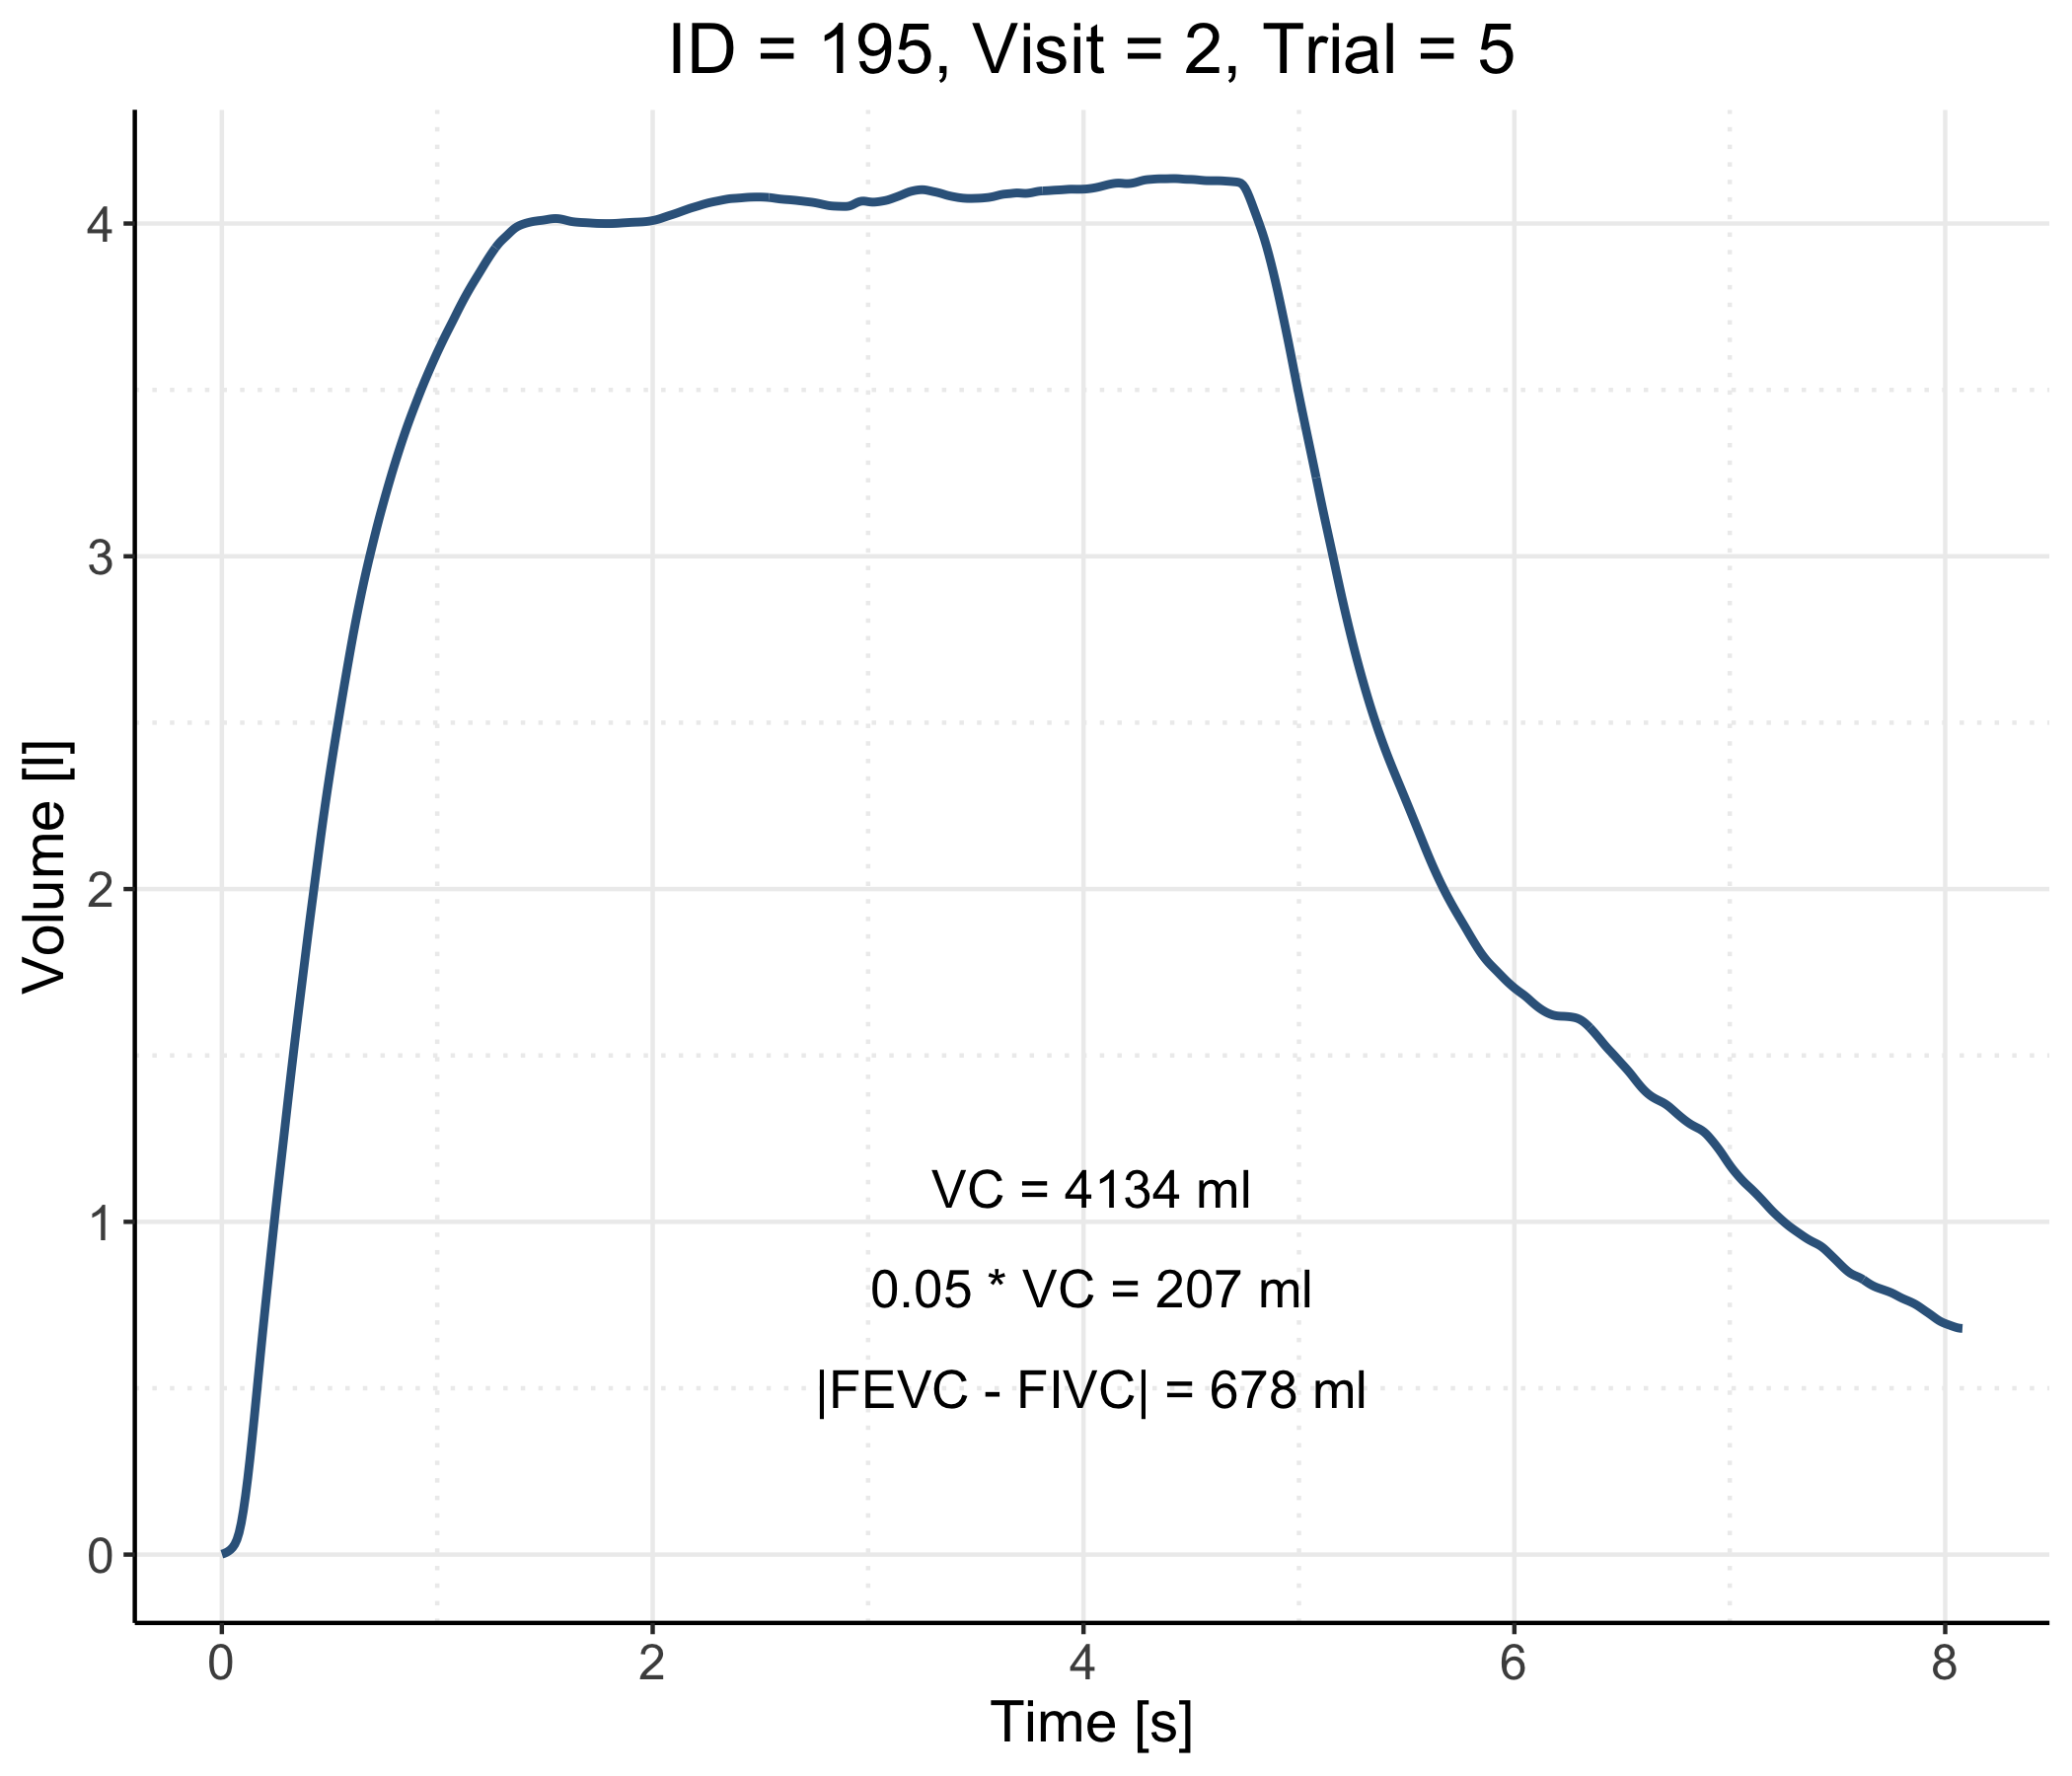 ID = 195, Visit = 2, Trial = 5
Volume [l]
4
3
2
1
0
VC = 4134 ml
0.05 * VC = 207 ml
|FEVC - FIVC| = 678 ml
0 2 4 6 8
Time [s]